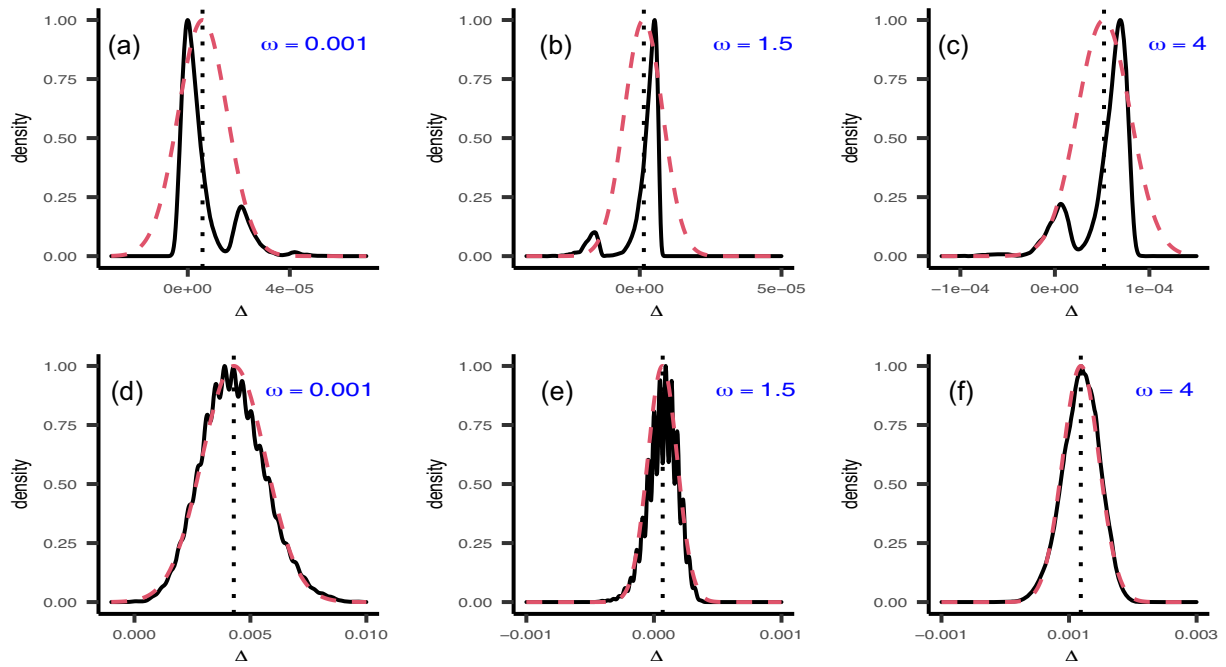 (a)
ω = 0.001
density
1.00
0.75
0.50
0.25
0.00
0e+00
4e-05
Δ
(b)
ω = 1.5
density
1.00
0.75
0.50
0.25
0.00
0e+00
5e-05
Δ
(c)
ω = 4
density
1.00
0.75
0.50
0.25
0.00
−1e-04
0e+00
1e-04
Δ
(d)
ω = 0.001
density
1.00
0.75
0.50
0.25
0.00
0.000
0.005
0.010
Δ
(e)
ω = 1.5
density
1.00
0.75
0.50
0.25
0.00
−0.001
0.000
0.001
Δ
(f)
ω = 4
density
1.00
0.75
0.50
0.25
0.00
−0.001
0.001
0.003
Δ